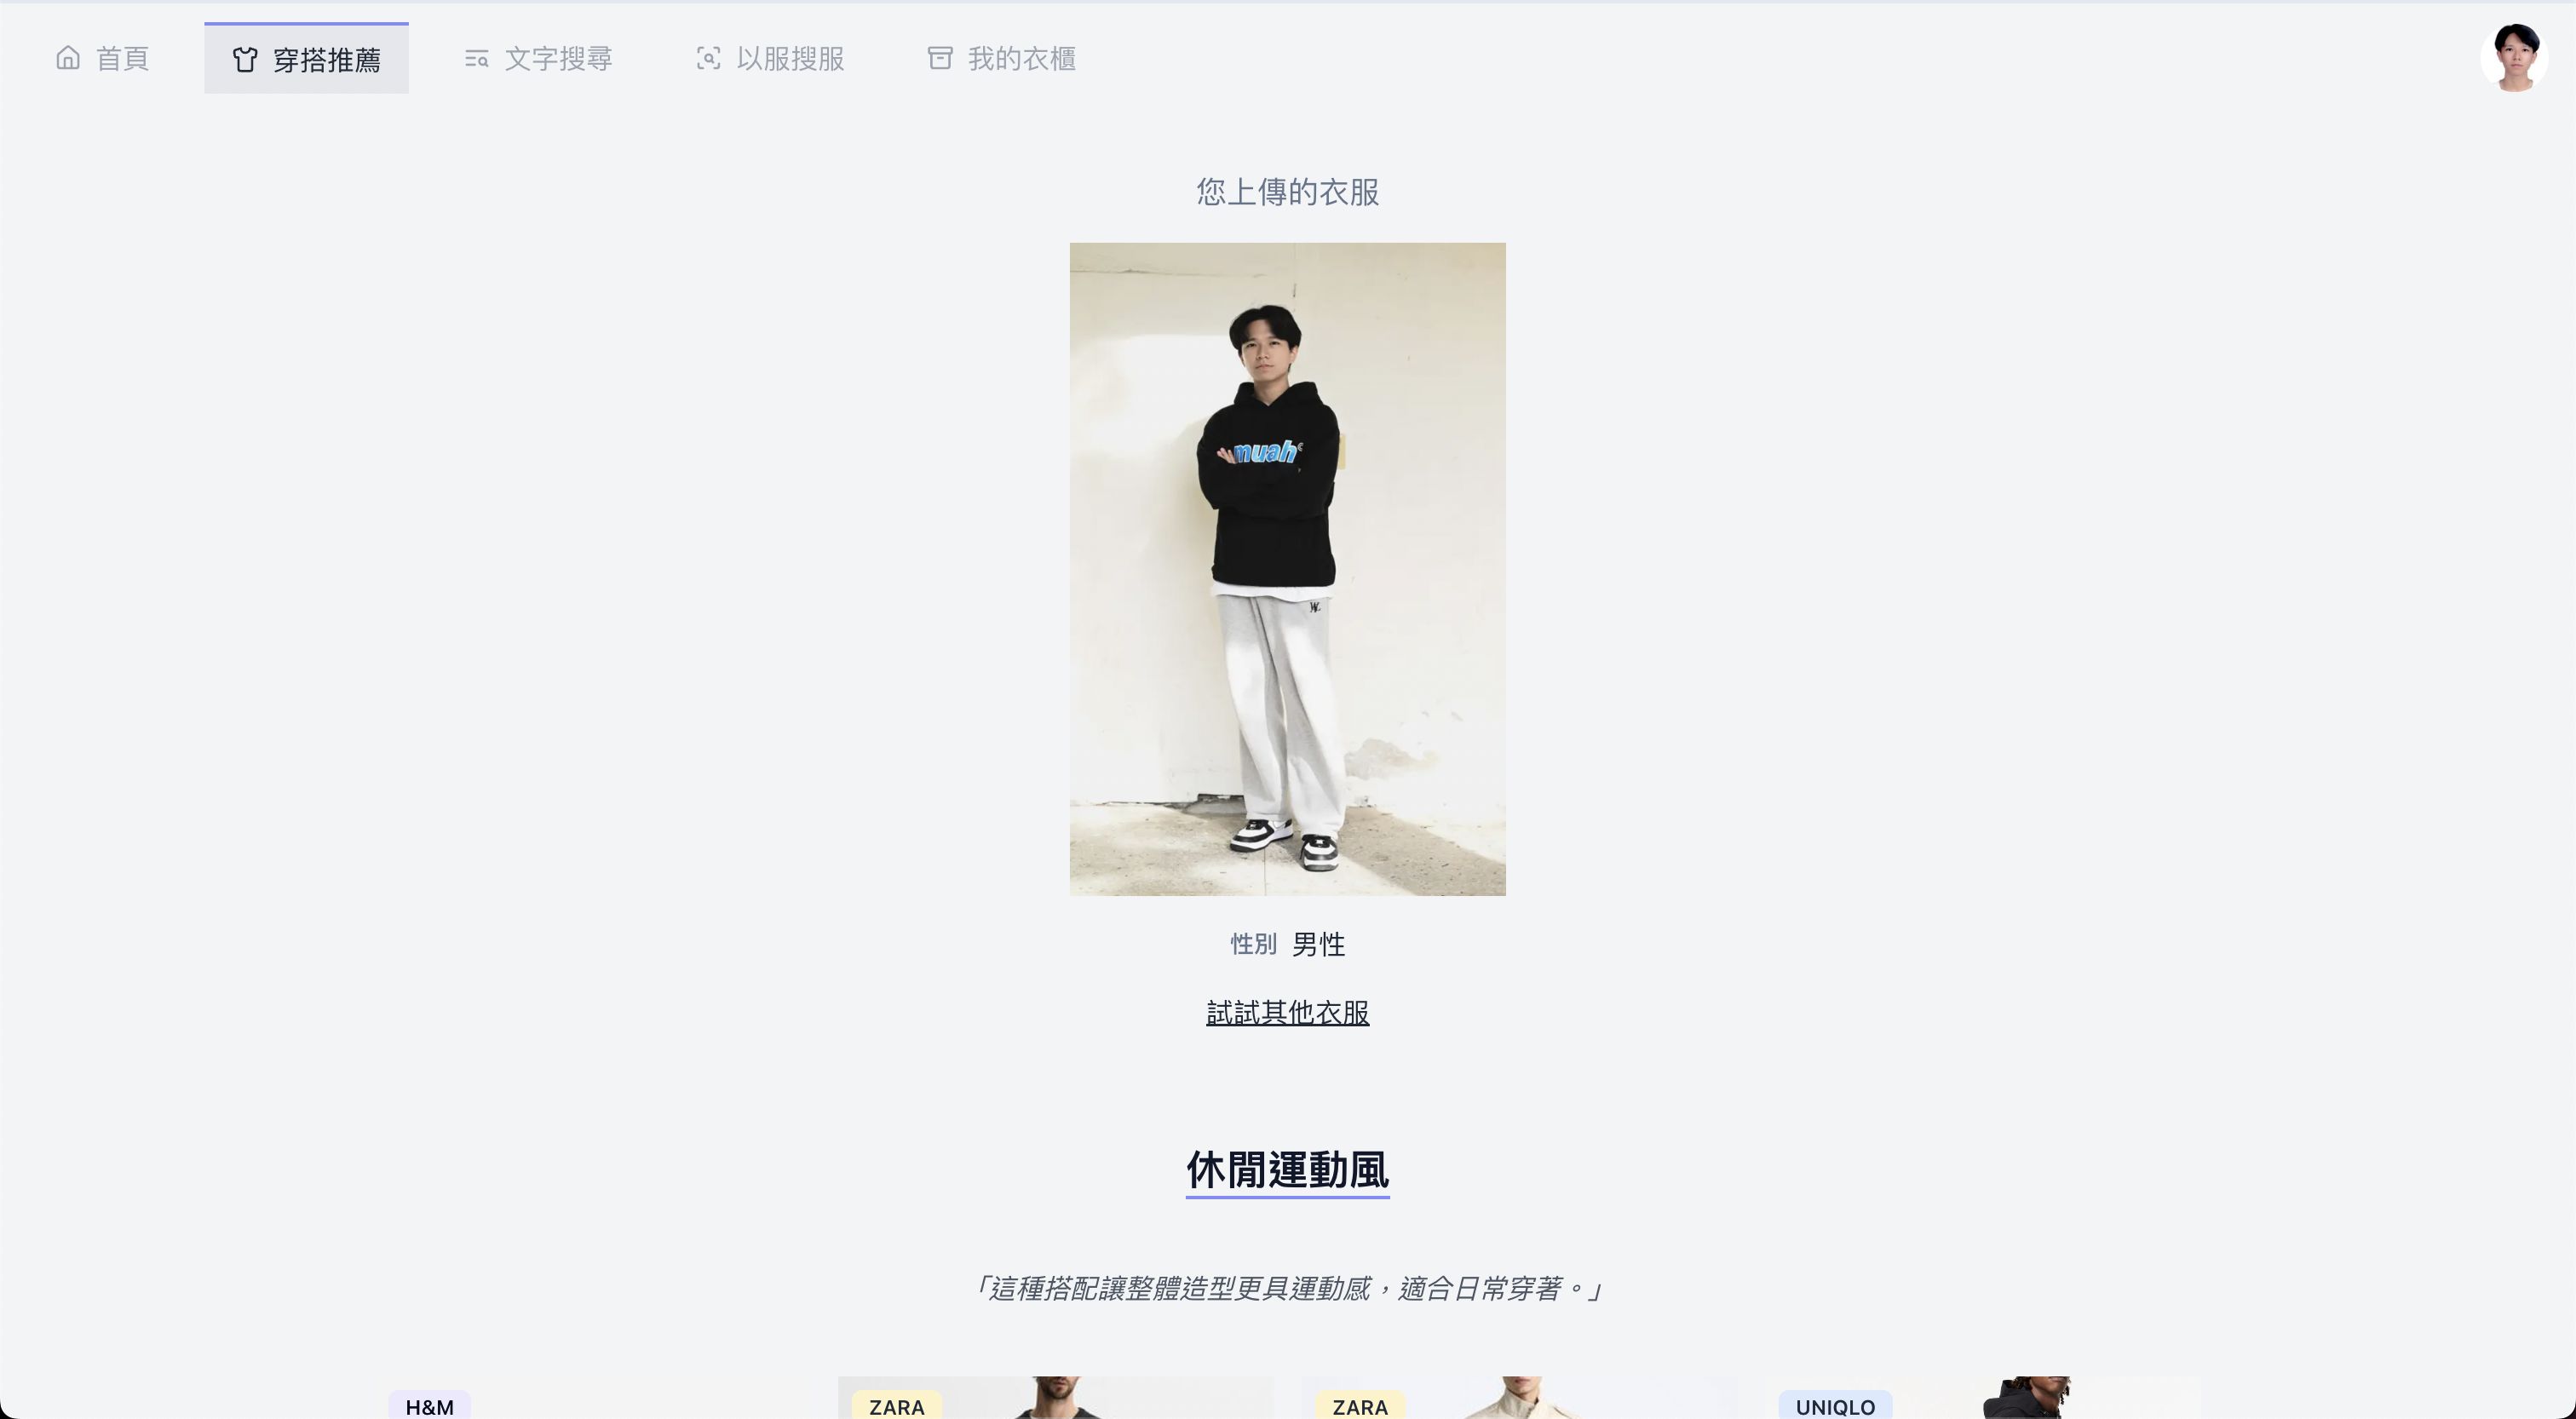 首頁
穿搭推薦
文字搜尋
以服搜服
我的衣櫃
您上傳的衣服
muah
性別 男性
試試其他衣服
休閒運動風
「這種搭配讓整體造型更具運動感，適合日常穿著。」
H&M
ZARA
ZARA
UNIQLO